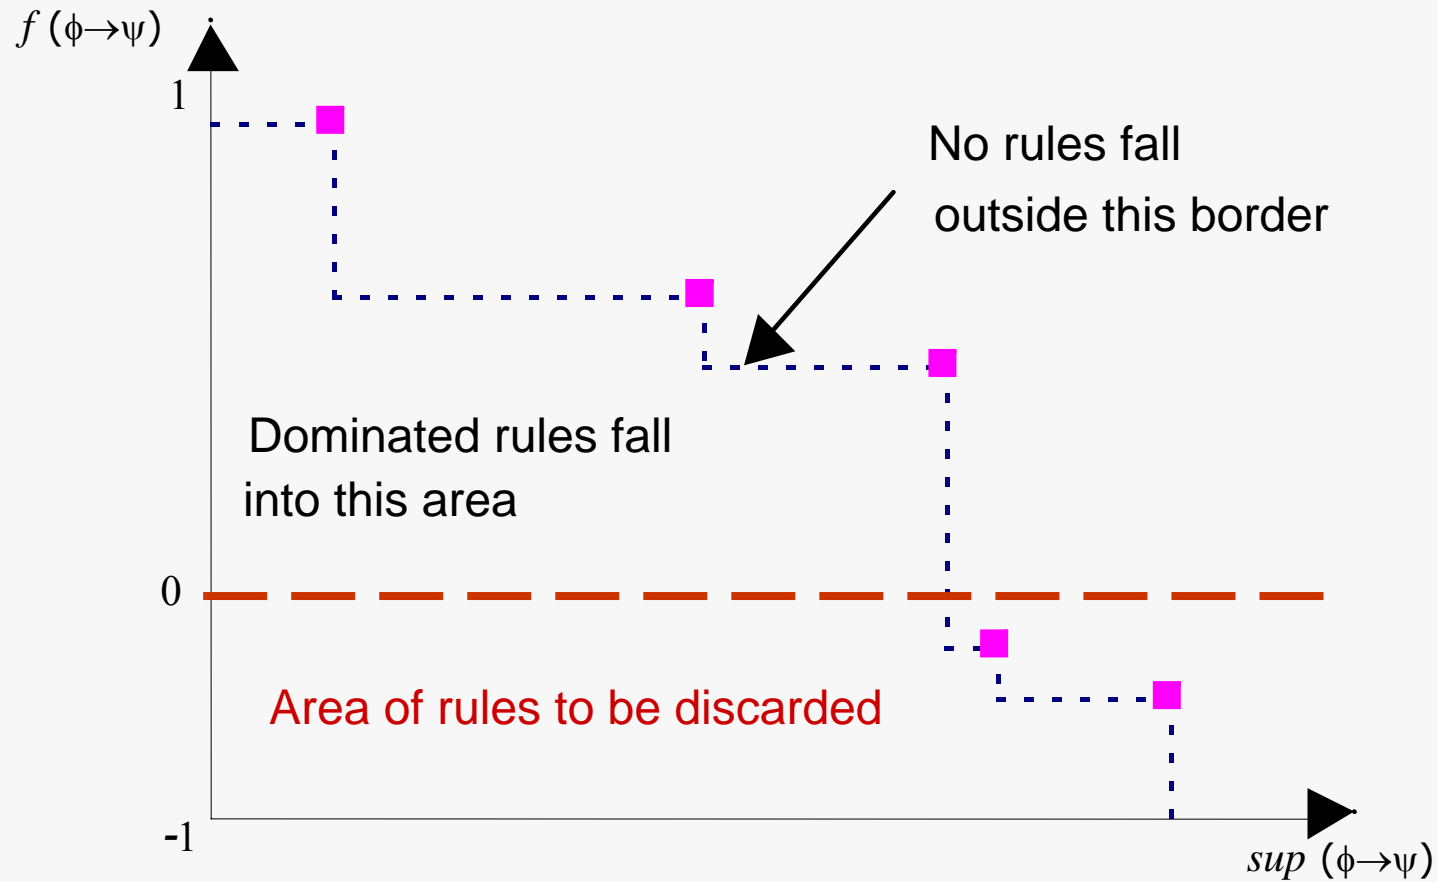 f (ϕ→ψ)
1
No rules fall
outside this border
Dominated rules fall
into this area
0
Area of rules to be discarded
-1
sup (ϕ→ψ)